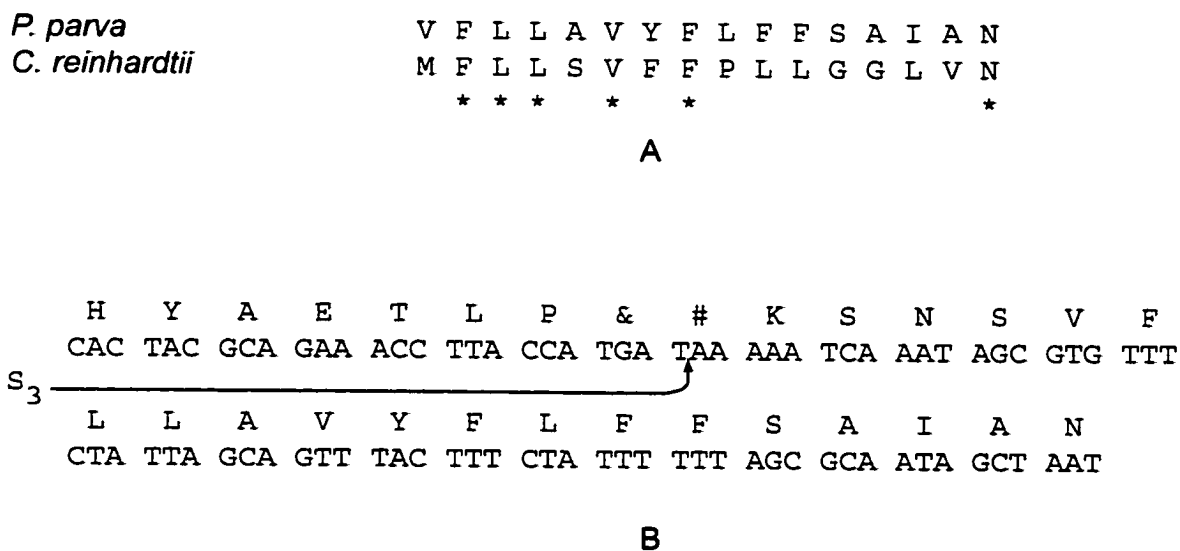 P. parva V F L L A V Y F L F F S A I A N
C. reinhardtii M F L L S V F F P L L G G L V N
* * * * * *
A
H Y A E T L P & # K S N S V F
CAC TAC GCA GAA ACC TTA CCA TGA TAA AAA TCA AAT AGC GTG TTT
S3
L L A V Y F L F F S A I A N
CTA TTA GCA GTT TAC TTT CTA TTT TTT AGC GCA ATA GCT AAT
B